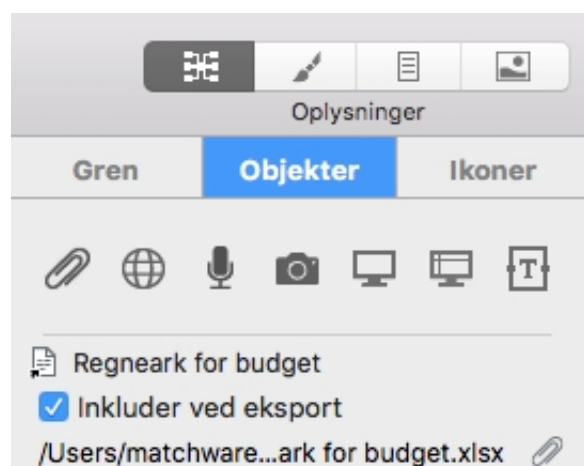 Oplysninger
Gren Objekter Ikoner
T
Regneark for budget
Inkluder ved eksport
/Users/matchware...ark for budget.xlsx